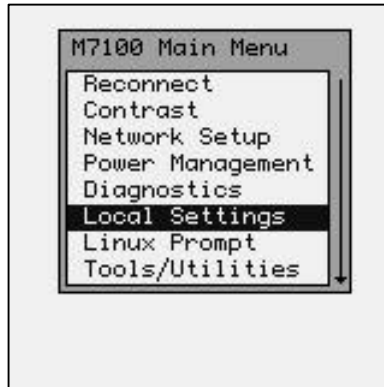 M7100 Main Menu
Reconnect
Contrast
Network Setup
Power Management
Diagnostics
Local Settings
Linux Prompt
Tools/Utilities